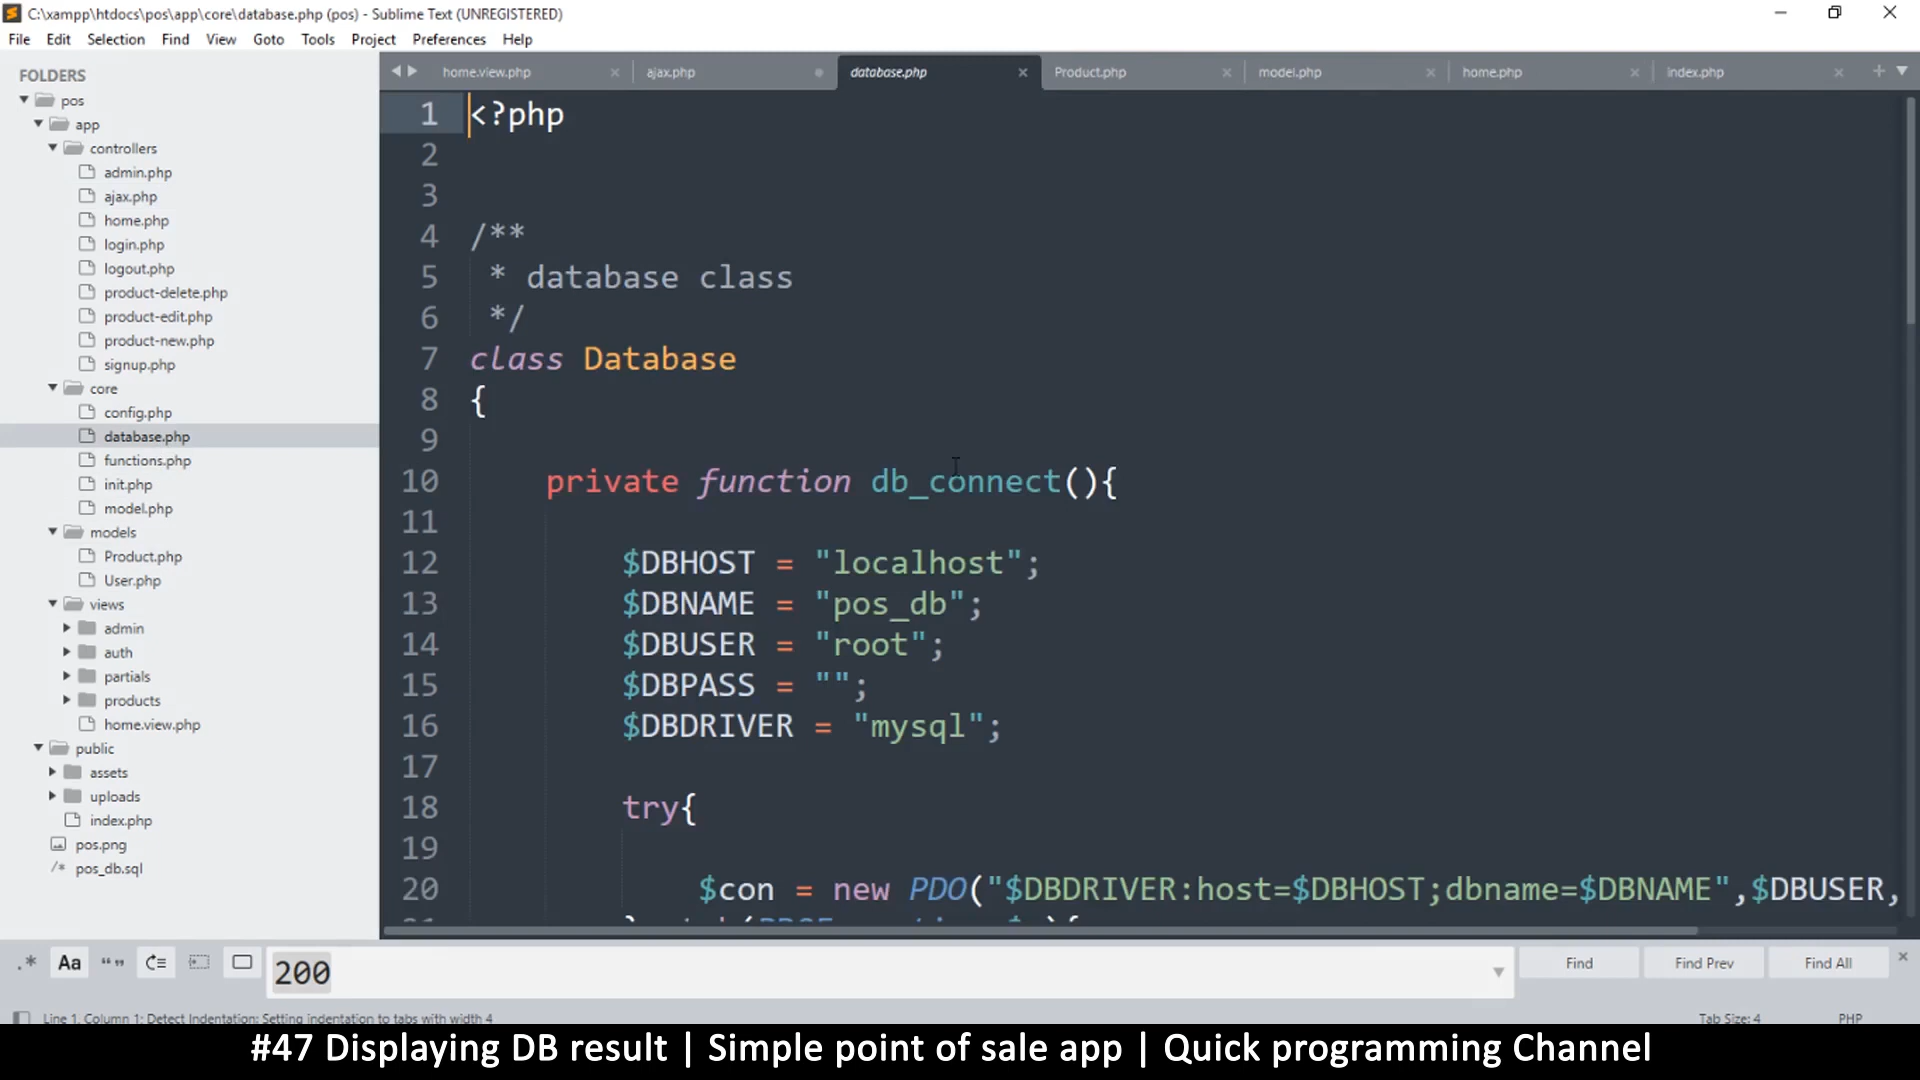 C:\xampp\htdocs\pos\app\core\database.php (pos) - Sublime Text (UNREGISTERED)
File Edit Selection Find View Goto Tools Project Preferences Help
FOLDERS
pos
app
controllers
admin.php
ajax.php
home.php
login.php
logout.php
product-delete.php
product-edit.php
product-new.php
signup.php
core
config.php
database.php
functions.php
init.php
model.php
models
Product.php
User.php
views
admin
auth
partials
products
home.view.php
public
assets
uploads
index.php
pos.png
pos_db.sql
home.view.php ajax.php database.php Product.php model.php home.php index.php
1 <?php
2
3
4 /**
5 * database class
6 */
7 class Database
8 {
9
10 private function db_connect(){
11
12 $DBHOST = "localhost";
13 $DBNAME = "pos_db";
14 $DBUSER = "root";
15 $DBPASS = "";
16 $DBDRIVER = "mysql";
17
18 try{
19
20 $con = new PDO("$DBDRIVER:host=$DBHOST;dbname=$DBNAME",$DBUSER,
.* Aa “” 200 Find Find Prev Find All
Line 1, Column 1; Detect Indentation: Setting indentation to tabs with width 4 Tab Size: 4 PHP
#47 Displaying DB result | Simple point of sale app | Quick programming Channel